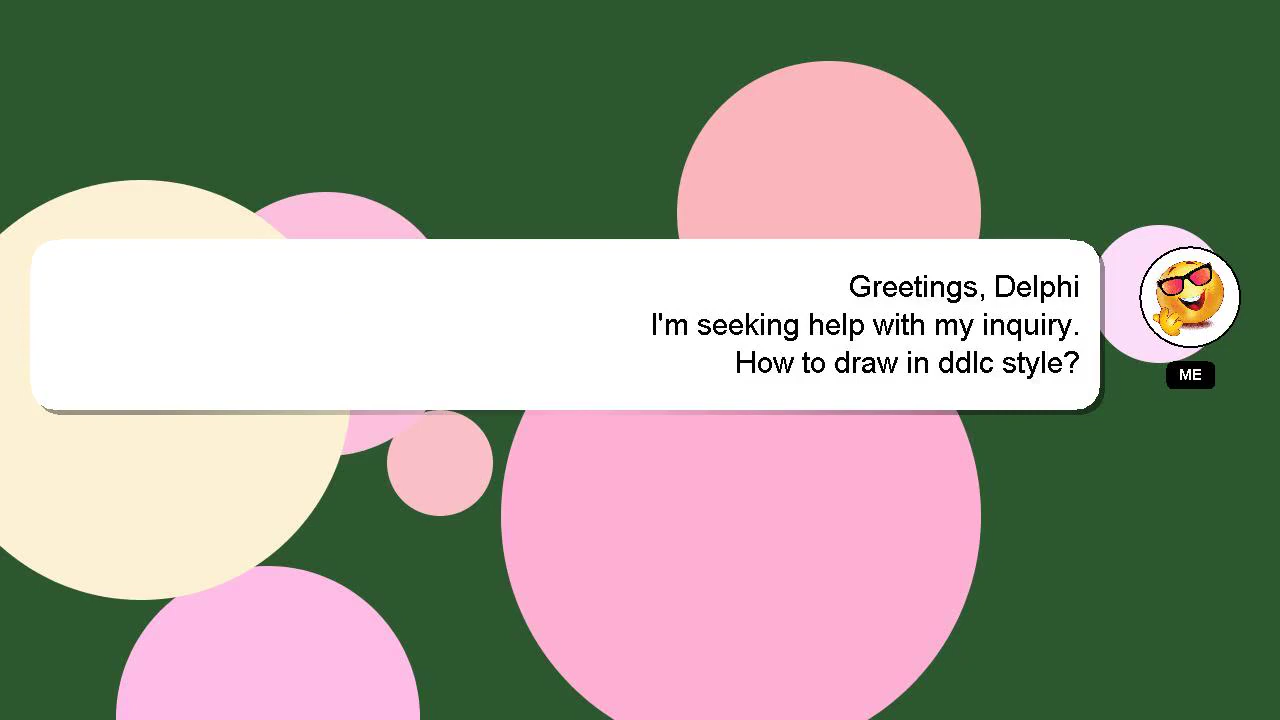 Greetings, Delphi
I'm seeking help with my inquiry.
How to draw in ddlc style?
ME